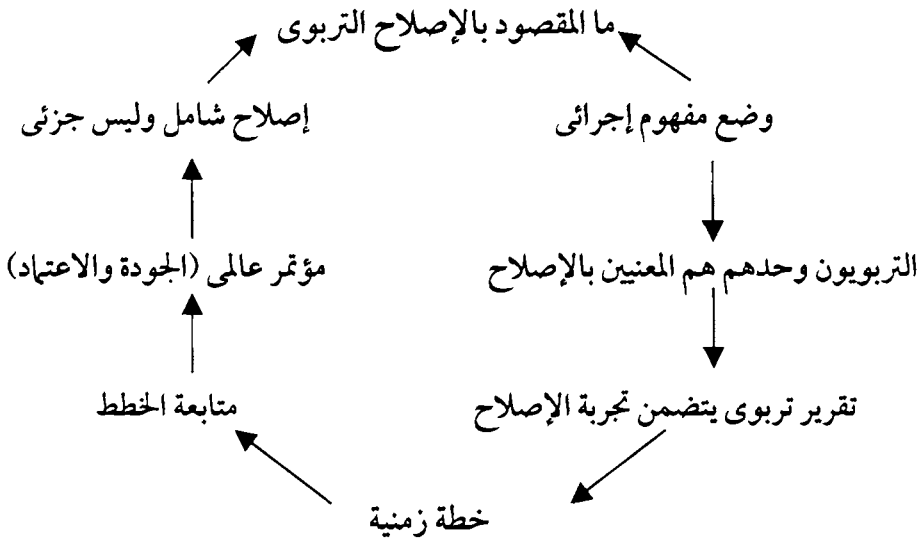 ما المقصود بالإصلاح التربوى
وضع مفهوم إجرائى
إصلاح شامل وليس جزئى
التربويون وحدهم هم المعنيين بالإصلاح
مؤتمر عالمى (الجودة والاعتماد)
تقرير تربوى يتضمن تجربة الإصلاح
متابعة الخطط
خطة زمنية